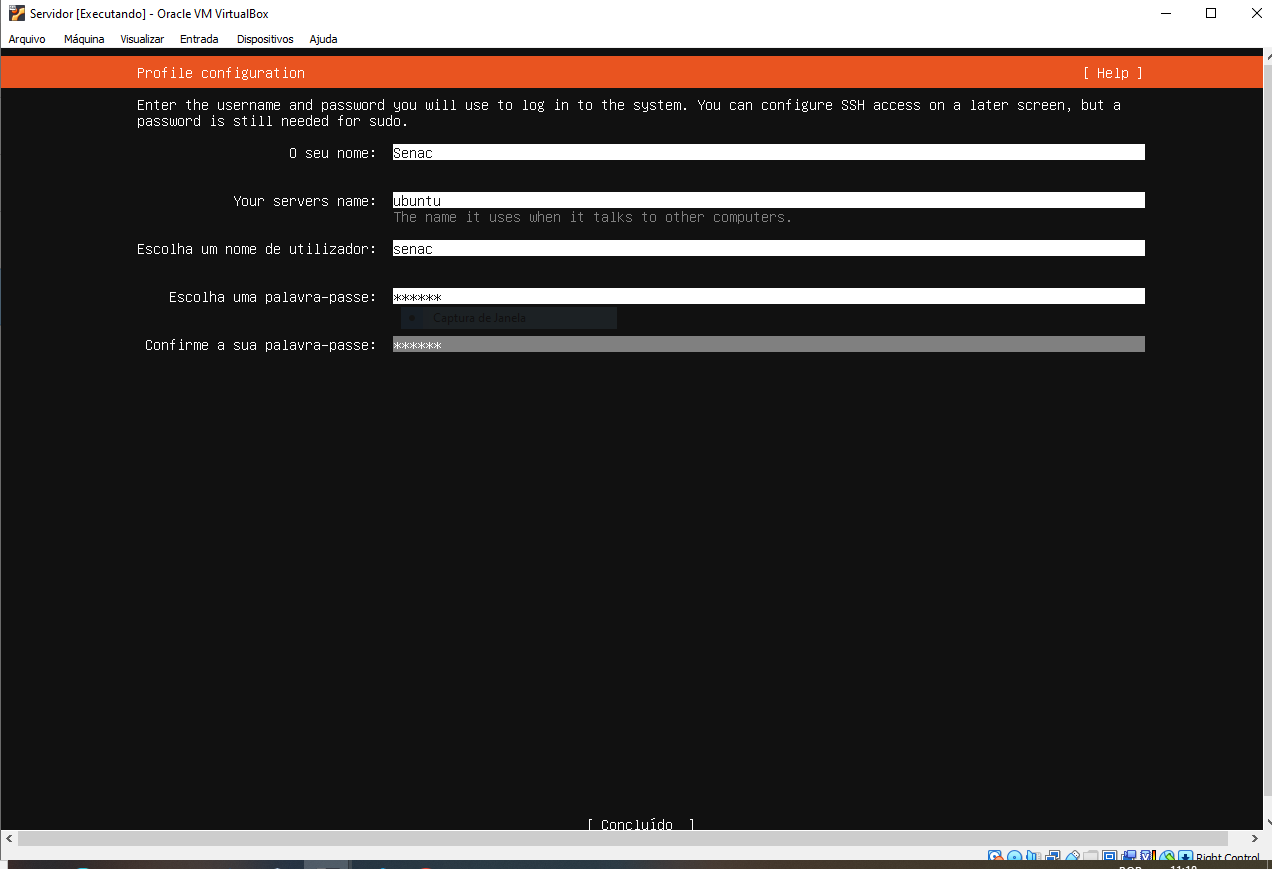 Servidor [Executando] - Oracle VM VirtualBox
Arquivo Máquina Visualizar Entrada Dispositivos Ajuda
Profile configuration [ Help ]
Enter the username and password you will use to log in to the system. You can configure SSH access on a later screen, but a
password is still needed for sudo.
O seu nome: Senac
Your servers name: ubuntu
The name it uses when it talks to other computers.
Escolha um nome de utilizador: senac
Escolha uma palavra-passe: ******
Captura de Janela
Confirme a sua palavra-passe: ******
[ Concluído ]
Right Control